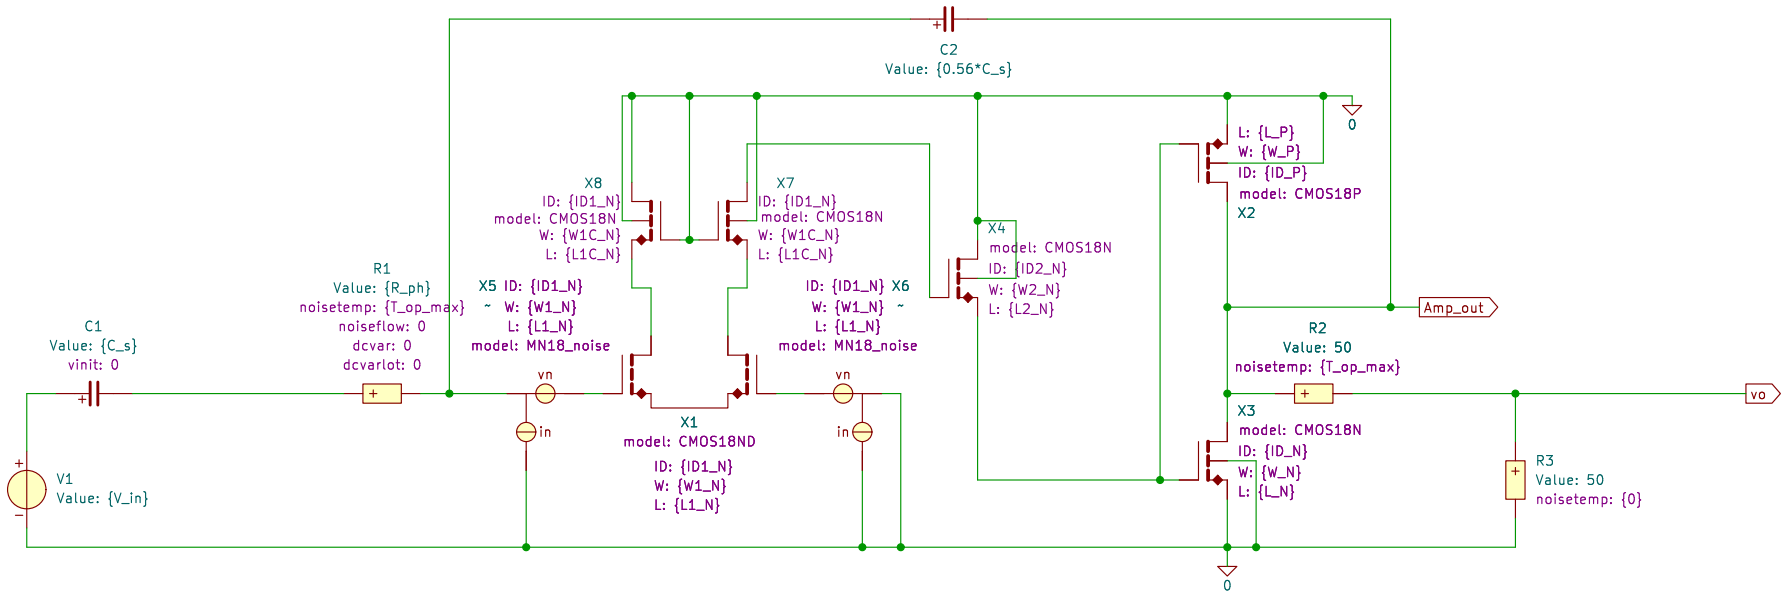 C2
Value: {0.56*C_s}
0
L: {L_P}
W: {W_P}
ID: {ID_P}
model: CMOS18P
X2
X8
ID: {ID1_N}
model: CMOS18N
W: {W1C_N}
L: {L1C_N}
X7
ID: {ID1_N}
model: CMOS18N
W: {W1C_N}
L: {L1C_N}
X4
model: CMOS18N
ID: {ID2_N}
W: {W2_N}
L: {L2_N}
R1
Value: {R_ph}
noisetemp: {T_op_max}
noiseflow: 0
dcvar: 0
dcvarlot: 0
X5 ID: {ID1_N}
~ W: {W1_N}
L: {L1_N}
model: MN18_noise
ID: {ID1_N} X6
W: {W1_N} ~
L: {L1_N}
model: MN18_noise
Amp_out
C1
Value: {C_s}
vinit: 0
+
+
vn
in
vn
in
X1
model: CMOS18ND
ID: {ID1_N}
W: {W1_N}
L: {L1_N}
R2
Value: 50
noisetemp: {T_op_max}
+
vo
X3
model: CMOS18N
ID: {ID_N}
W: {W_N}
L: {L_N}
+
R3
Value: 50
noisetemp: {0}
+
V1
Value: {V_in}
−
0
+